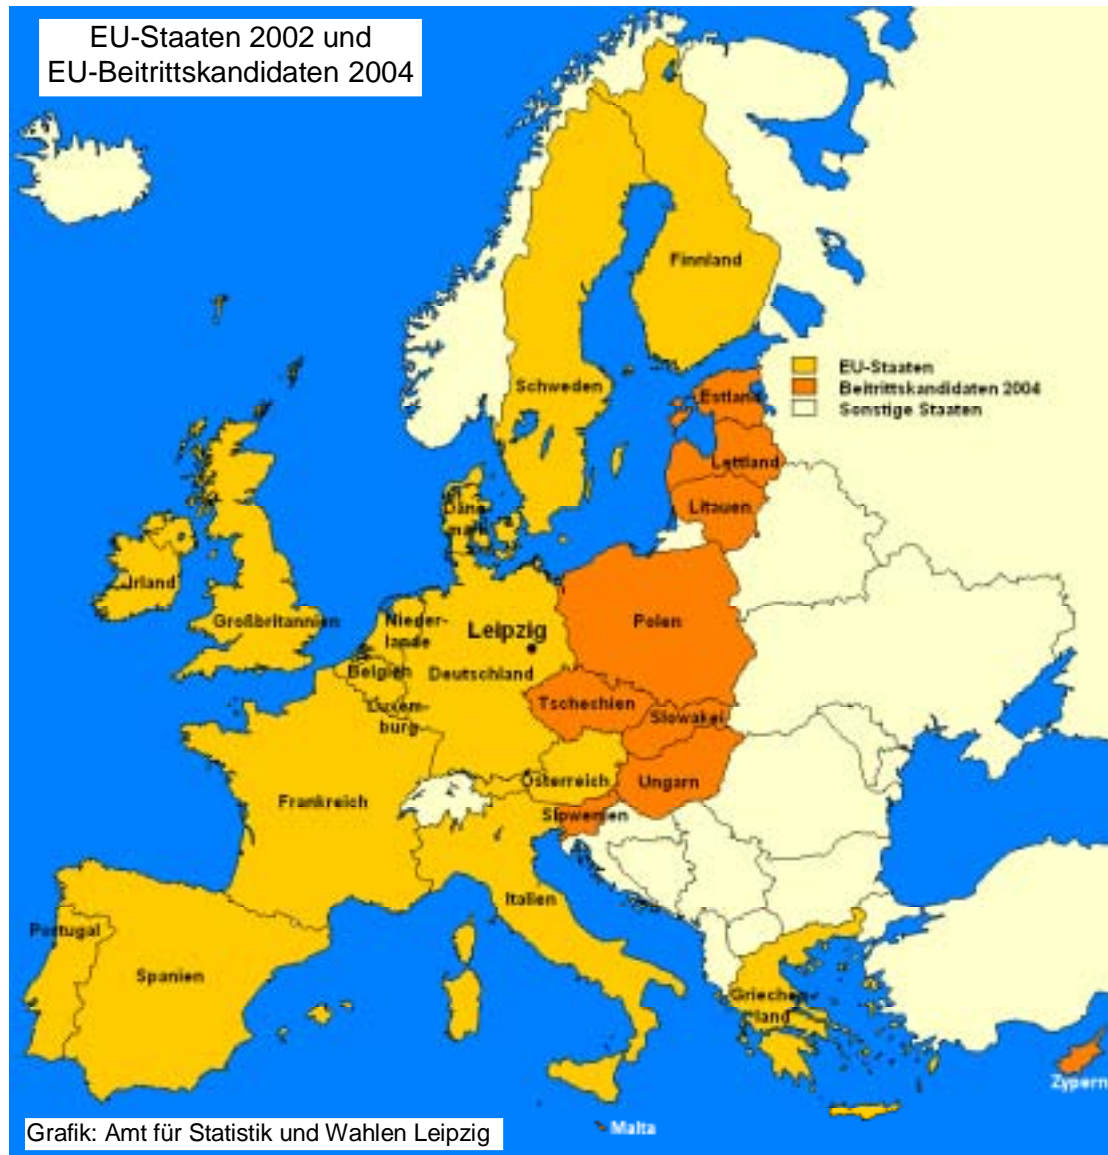 EU-Staaten 2002 und
EU-Beitrittskandidaten 2004
Finnland
EU-Staaten
Beitrittskandidaten 2004
Sonstige Staaten
Schweden
Estland
Lettland
Litauen
Däne-
mark
Irland
Großbritannien
Nieder-
lande
Leipzig
Polen
Belgien
Deutschland
Luxem-
burg
Tschechien
Slowakei
Österreich
Ungarn
Frankreich
Slowenien
Italien
Portugal
Spanien
Griechen-
land
Zypern
Malta
Grafik: Amt für Statistik und Wahlen Leipzig